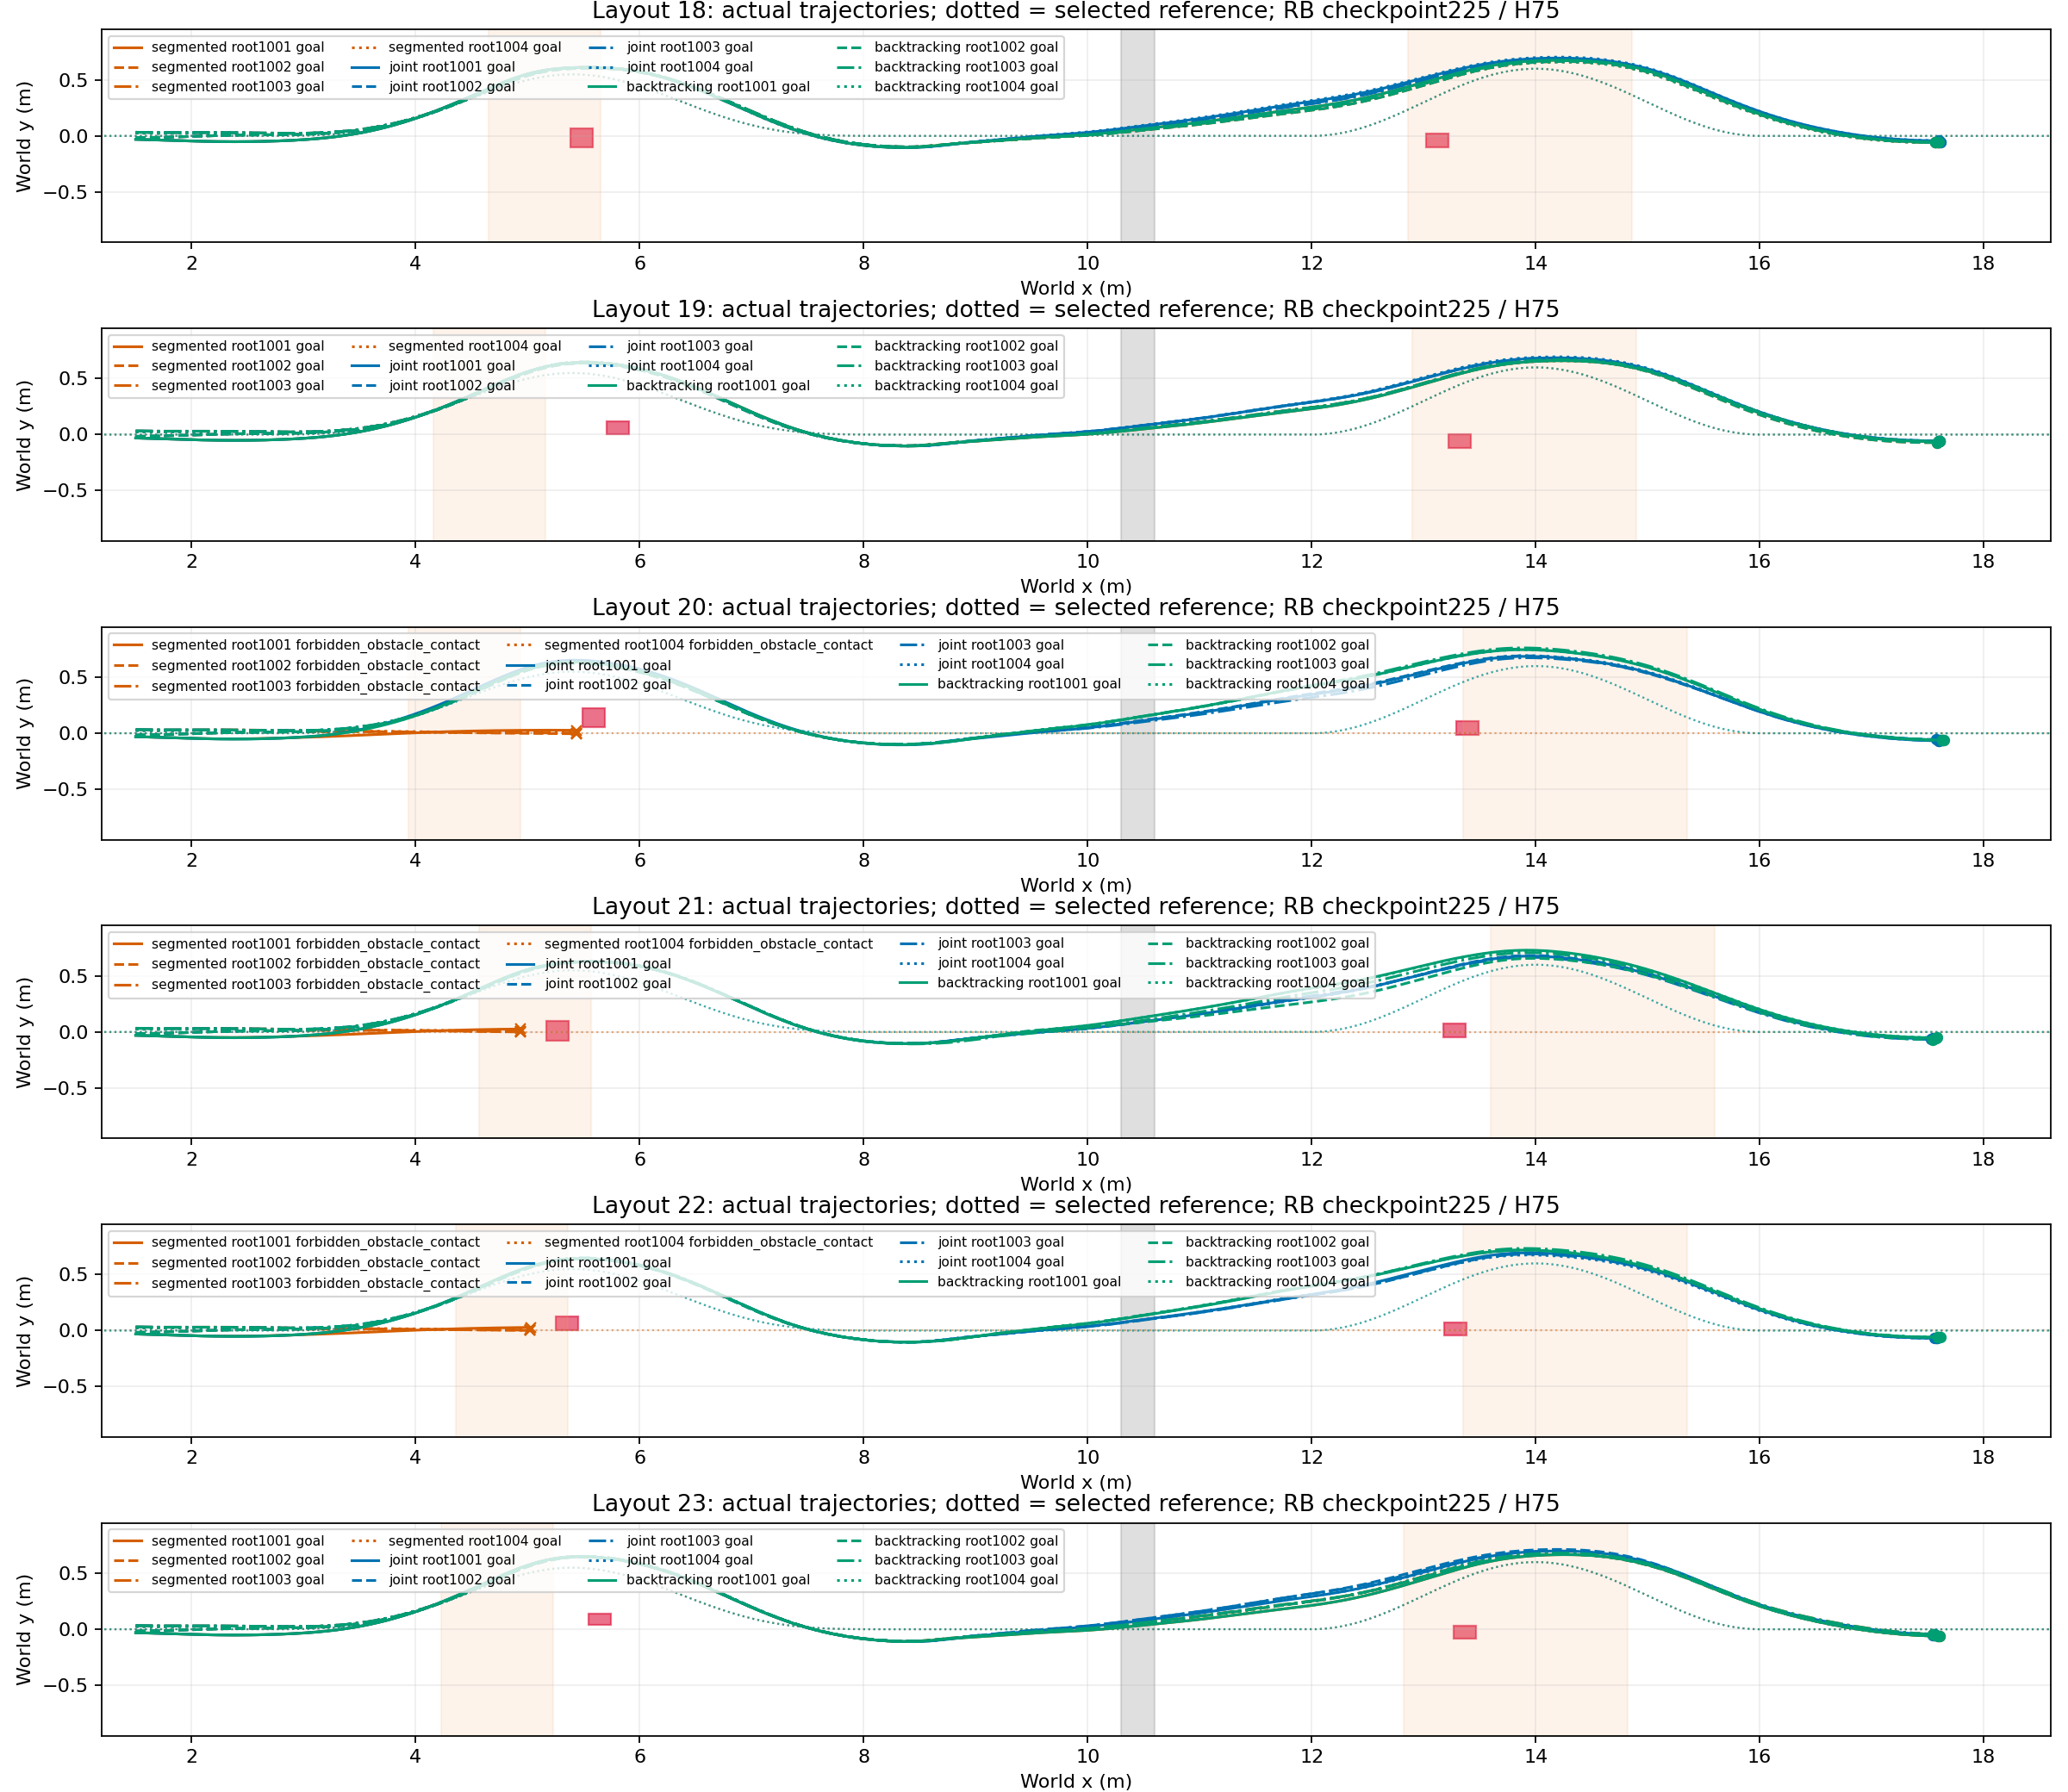 Layout 18: actual trajectories; dotted = selected reference; RB checkpoint225 / H75
segmented root1001 goal segmented root1004 goal joint root1003 goal backtracking root1002 goal
segmented root1002 goal joint root1001 goal joint root1004 goal backtracking root1003 goal
segmented root1003 goal joint root1002 goal backtracking root1001 goal backtracking root1004 goal
World y (m)
0.5
0.0
−0.5
2 4 6 8 10 12 14 16 18
World x (m)
Layout 19: actual trajectories; dotted = selected reference; RB checkpoint225 / H75
segmented root1001 goal segmented root1004 goal joint root1003 goal backtracking root1002 goal
segmented root1002 goal joint root1001 goal joint root1004 goal backtracking root1003 goal
segmented root1003 goal joint root1002 goal backtracking root1001 goal backtracking root1004 goal
World y (m)
0.5
0.0
−0.5
2 4 6 8 10 12 14 16 18
World x (m)
Layout 20: actual trajectories; dotted = selected reference; RB checkpoint225 / H75
segmented root1001 forbidden_obstacle_contact segmented root1004 forbidden_obstacle_contact joint root1003 goal backtracking root1002 goal
segmented root1002 forbidden_obstacle_contact joint root1001 goal joint root1004 goal backtracking root1003 goal
segmented root1003 forbidden_obstacle_contact joint root1002 goal backtracking root1001 goal backtracking root1004 goal
World y (m)
0.5
0.0
−0.5
2 4 6 8 10 12 14 16 18
World x (m)
Layout 21: actual trajectories; dotted = selected reference; RB checkpoint225 / H75
segmented root1001 forbidden_obstacle_contact segmented root1004 forbidden_obstacle_contact joint root1003 goal backtracking root1002 goal
segmented root1002 forbidden_obstacle_contact joint root1001 goal joint root1004 goal backtracking root1003 goal
segmented root1003 forbidden_obstacle_contact joint root1002 goal backtracking root1001 goal backtracking root1004 goal
World y (m)
0.5
0.0
−0.5
2 4 6 8 10 12 14 16 18
World x (m)
Layout 22: actual trajectories; dotted = selected reference; RB checkpoint225 / H75
segmented root1001 forbidden_obstacle_contact segmented root1004 forbidden_obstacle_contact joint root1003 goal backtracking root1002 goal
segmented root1002 forbidden_obstacle_contact joint root1001 goal joint root1004 goal backtracking root1003 goal
segmented root1003 forbidden_obstacle_contact joint root1002 goal backtracking root1001 goal backtracking root1004 goal
World y (m)
0.5
0.0
−0.5
2 4 6 8 10 12 14 16 18
World x (m)
Layout 23: actual trajectories; dotted = selected reference; RB checkpoint225 / H75
segmented root1001 goal segmented root1004 goal joint root1003 goal backtracking root1002 goal
segmented root1002 goal joint root1001 goal joint root1004 goal backtracking root1003 goal
segmented root1003 goal joint root1002 goal backtracking root1001 goal backtracking root1004 goal
World y (m)
0.5
0.0
−0.5
2 4 6 8 10 12 14 16 18
World x (m)